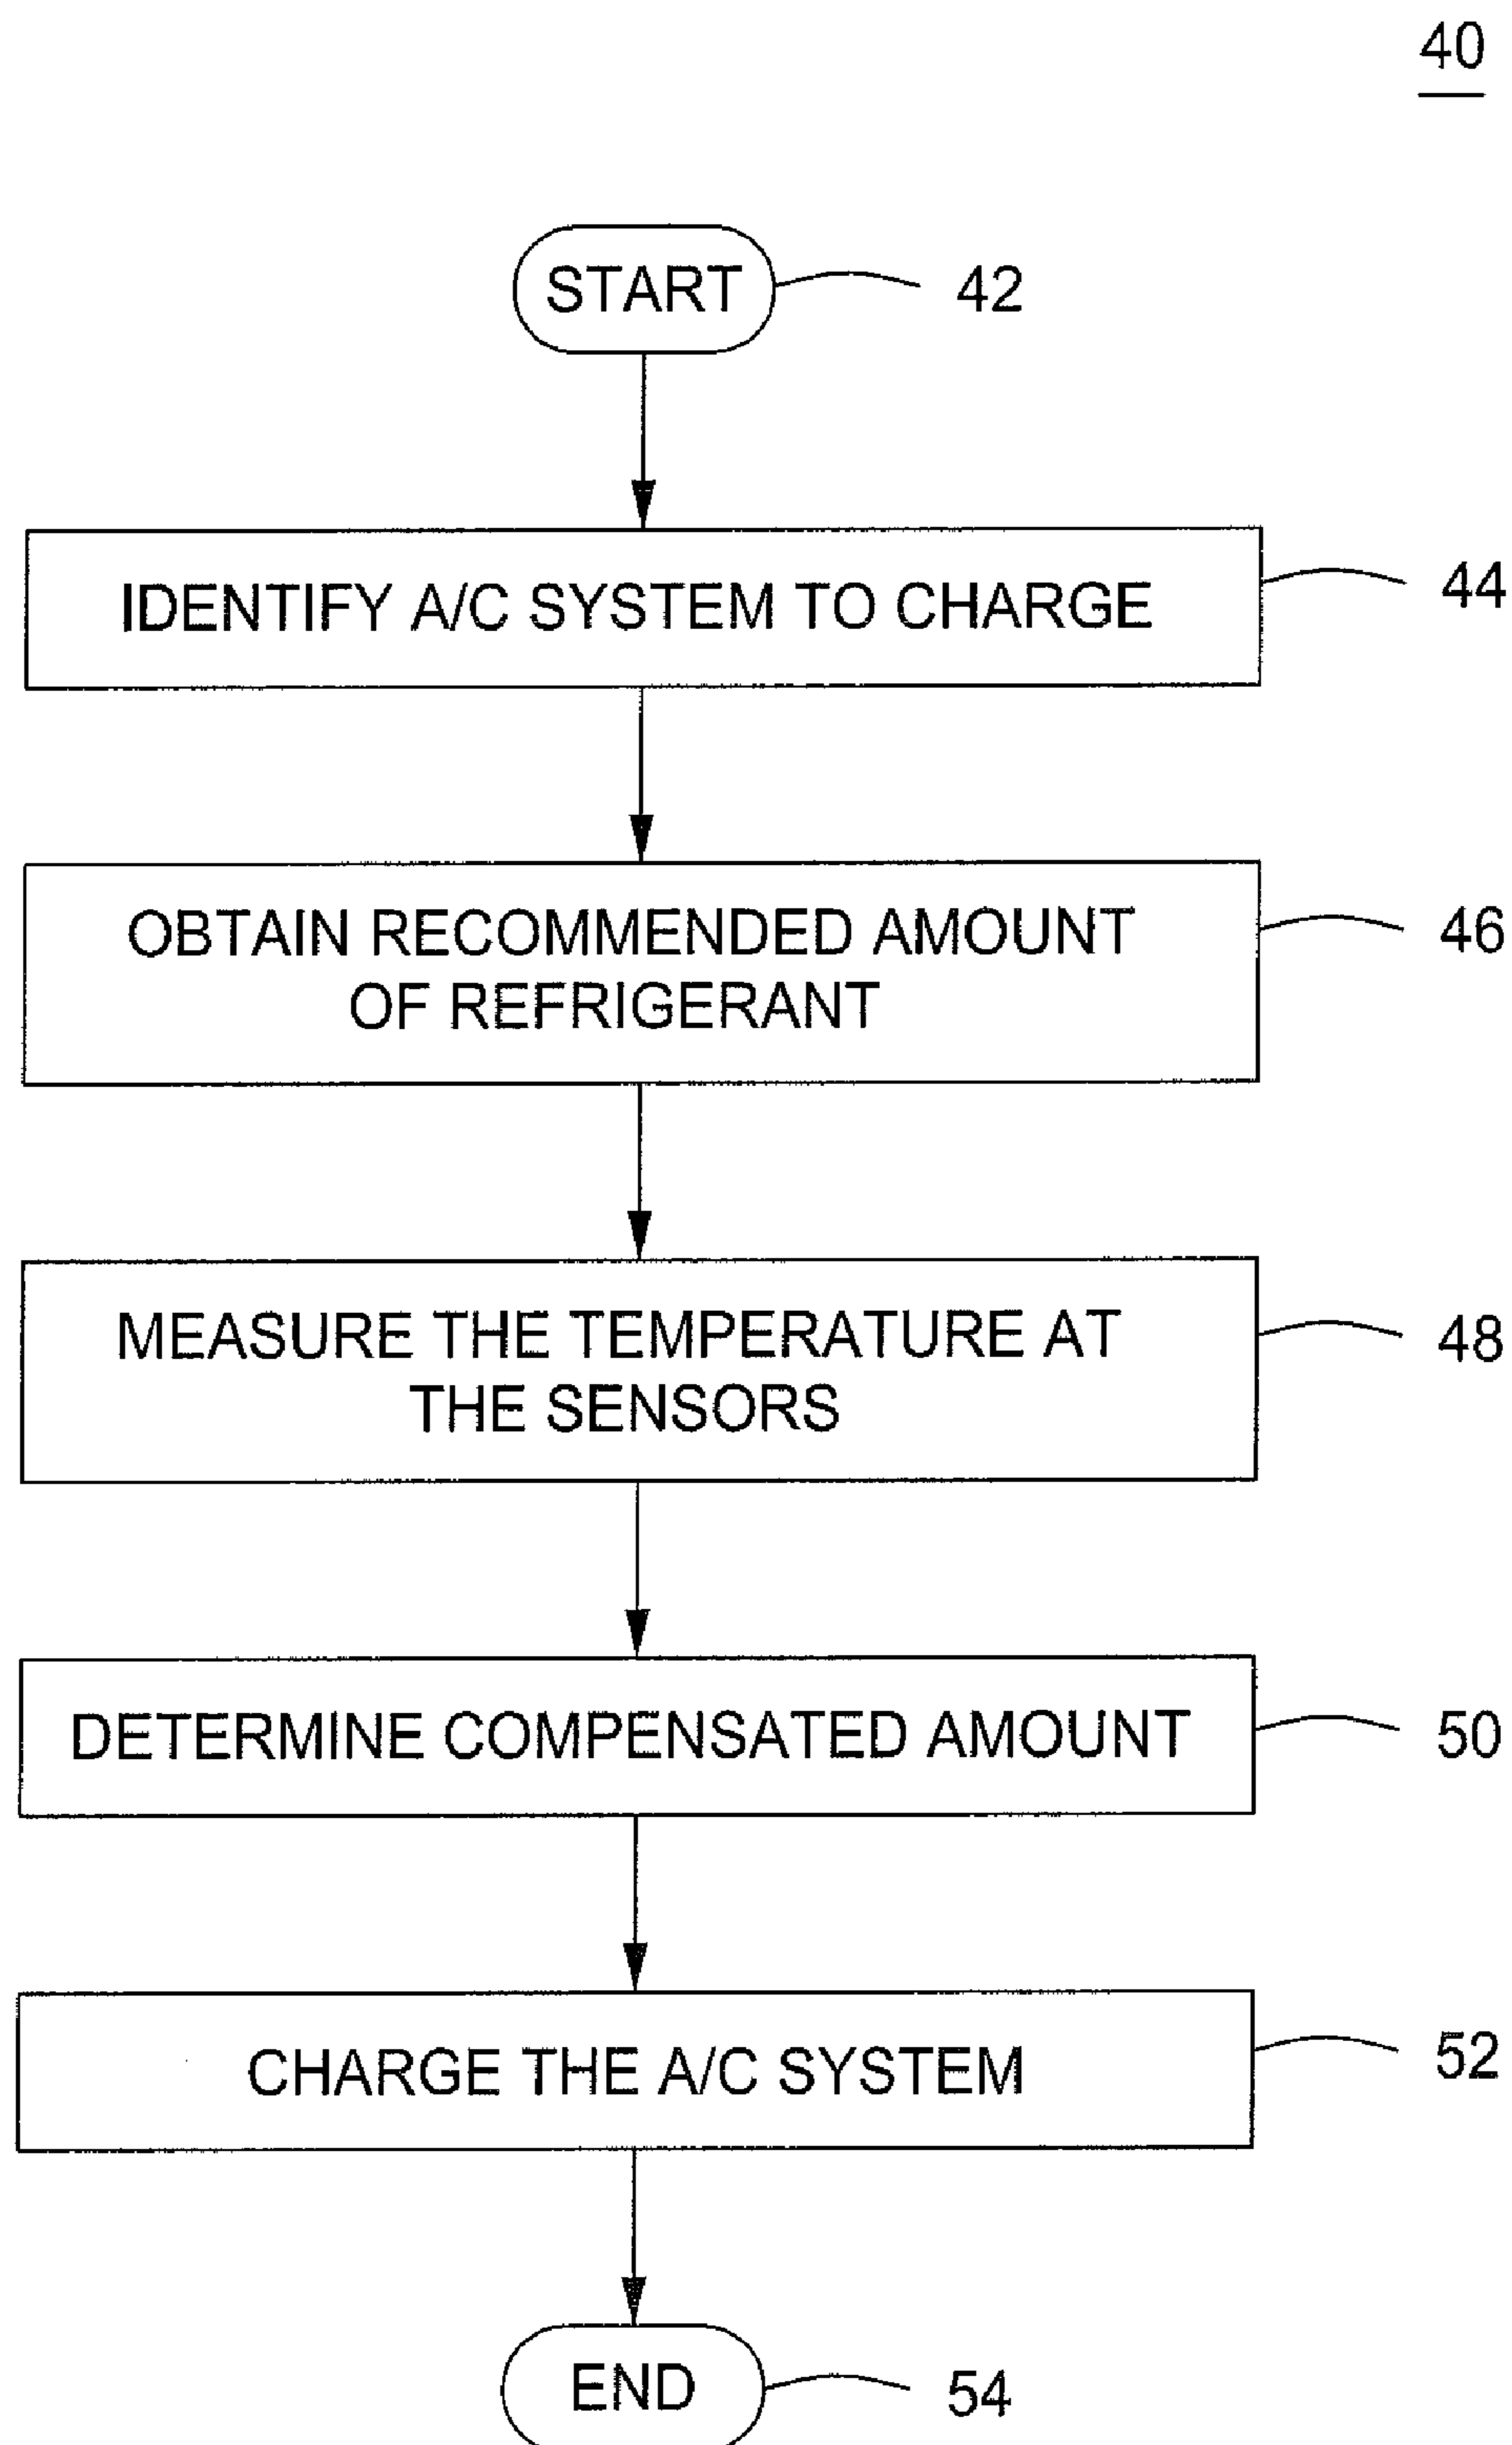 40
START
42
IDENTIFY A/C SYSTEM TO CHARGE
44
OBTAIN RECOMMENDED AMOUNT
OF REFRIGERANT
46
MEASURE THE TEMPERATURE AT
THE SENSORS
48
DETERMINE COMPENSATED AMOUNT
50
CHARGE THE A/C SYSTEM
52
END
54